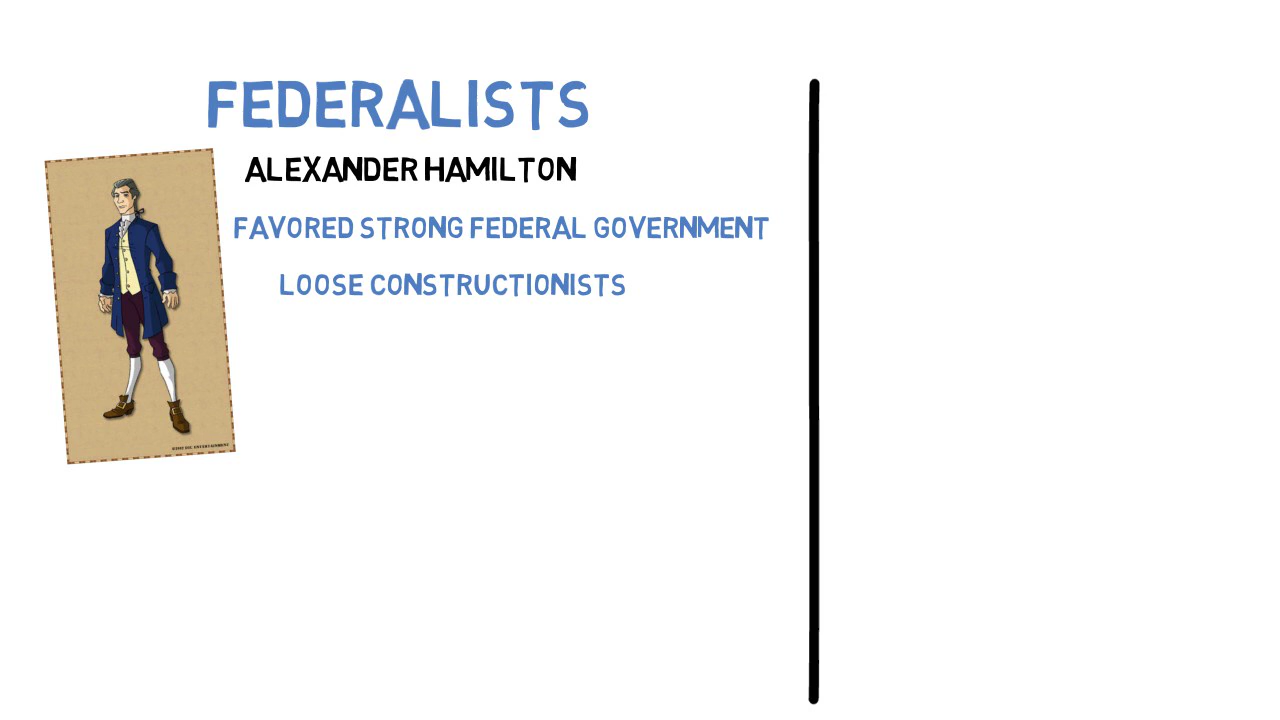 FEDERALISTS
ALEXANDER HAMILTON
FAVORED STRONG FEDERAL GOVERNMENT
LOOSE CONSTRUCTIONISTS